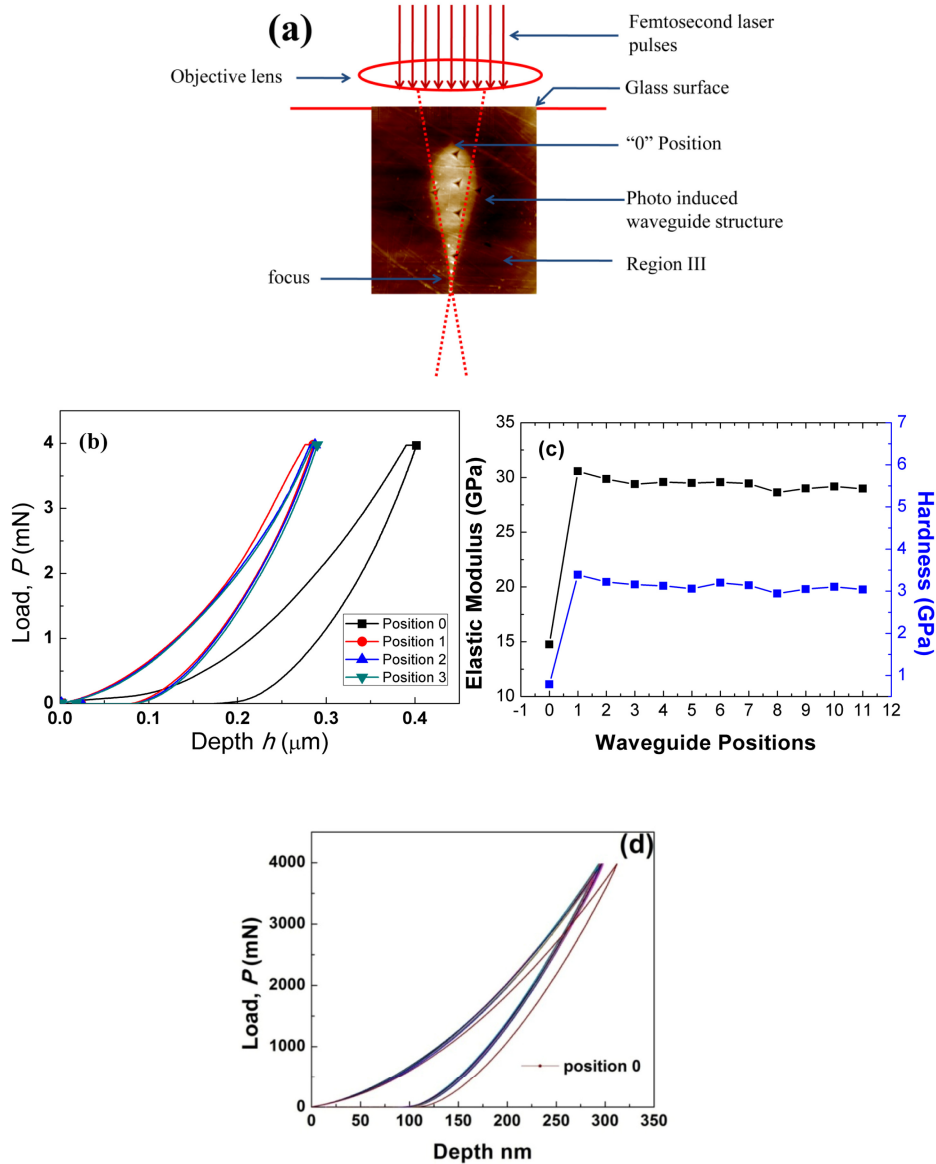 (a)
Femtosecond laser
pulses
Objective lens
Glass surface
“0” Position
Photo induced
waveguide structure
Region III
focus
(b)
Load, P (mN)
4
3
2
1
0
0.0 0.1 0.2 0.3 0.4
Depth h (μm)
Position 0
Position 1
Position 2
Position 3
(c)
Elastic Modulus (GPa)
35
30
25
20
15
10
Hardness (GPa)
7
6
5
4
3
2
1
-1 0 1 2 3 4 5 6 7 8 9 10 11 12
Waveguide Positions
(d)
Load, P (mN)
4000
3000
2000
1000
0
position 0
0 50 100 150 200 250 300 350
Depth nm